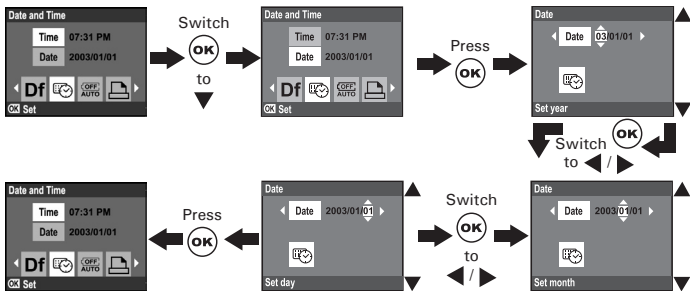 Date and Time
Time 07:31 PM
Date 2003/01/01
Df OFF AUTO
OK Set
Switch
OK
to
Date and Time
Time 07:31 PM
Date 2003/01/01
Df OFF AUTO
OK Set
Press
OK
Date
Date 03/01/01
Set year
Switch OK
to /
Date and Time
Time 07:31 PM
Date 2003/01/01
Df OFF AUTO
OK Set
Press
OK
Date
Date 2003/01/01
Set day
Switch
OK
to
/
Date
Date 2003/01/01
Set month